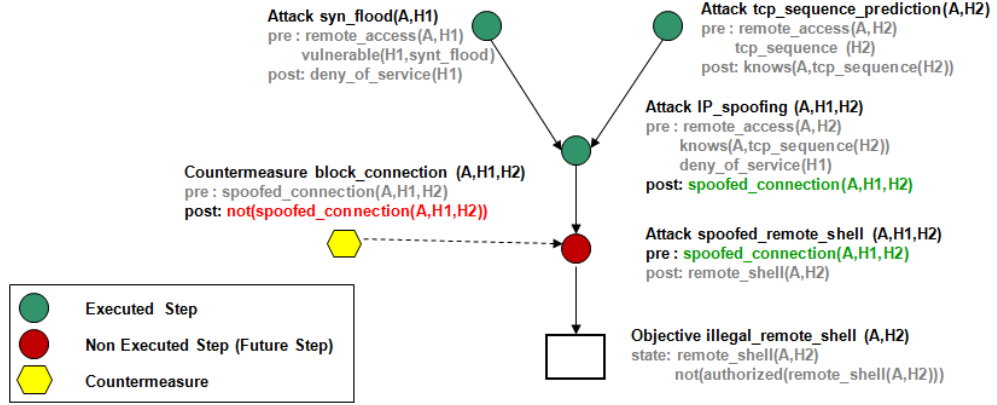 Attack syn_flood(A,H1)
pre : remote_access(A,H1)
vulnerable(H1,synt_flood)
post: deny_of_service(H1)
Attack tcp_sequence_prediction(A,H2)
pre : remote_access(A,H2)
tcp_sequence (H2)
post: knows(A,tcp_sequence(H2))
Attack IP_spoofing (A,H1,H2)
pre : remote_access(A,H2)
knows(A,tcp_sequence(H2))
deny_of_service(H1)
post: spoofed_connection(A,H1,H2)
Countermeasure block_connection (A,H1,H2)
pre : spoofed_connection(A,H1,H2)
post: not(spoofed_connection(A,H1,H2))
Attack spoofed_remote_shell (A,H1,H2)
pre : spoofed_connection(A,H1,H2)
post: remote_shell(A,H2)
Executed Step
Non Executed Step (Future Step)
Countermeasure
Objective illegal_remote_shell (A,H2)
state: remote_shell(A,H2)
not(authorized(remote_shell(A,H2)))